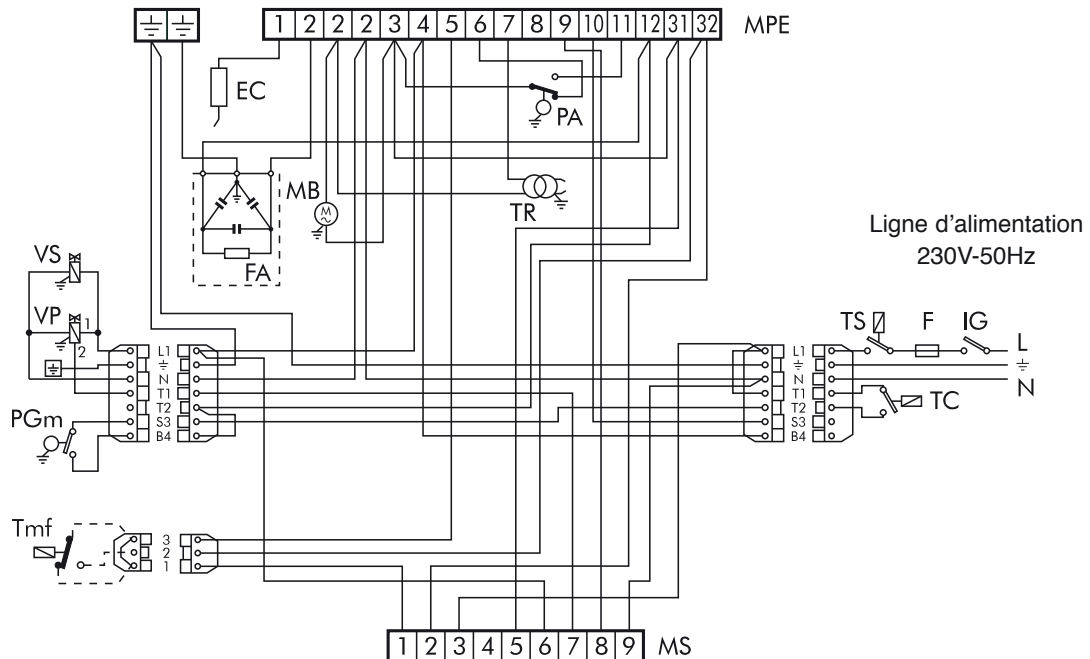 1 2 2 2 3 4 5 6 7 8 9 10 11 12 31 32 MPE
EC
PA
MB
M
TR
FA
Ligne d'alimentation
230V-50Hz
VS
VP
1
2
L1
N
T1
T2
S3
B4
PGm
TS F IG
L
N
L1
N
T1
T2
S3
B4
TC
Tmf
3
2
1
1 2 3 4 5 6 7 8 9 MS